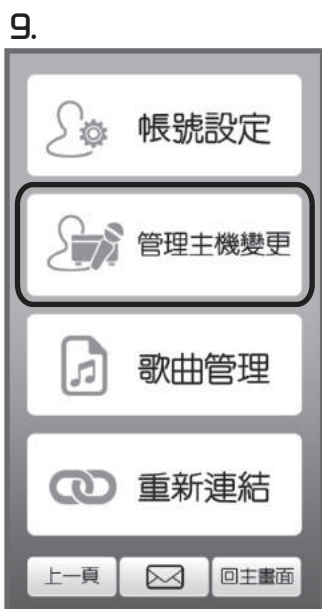 9.
帳號設定
管理主機變更
歌曲管理
重新連結
上一頁 回主畫面